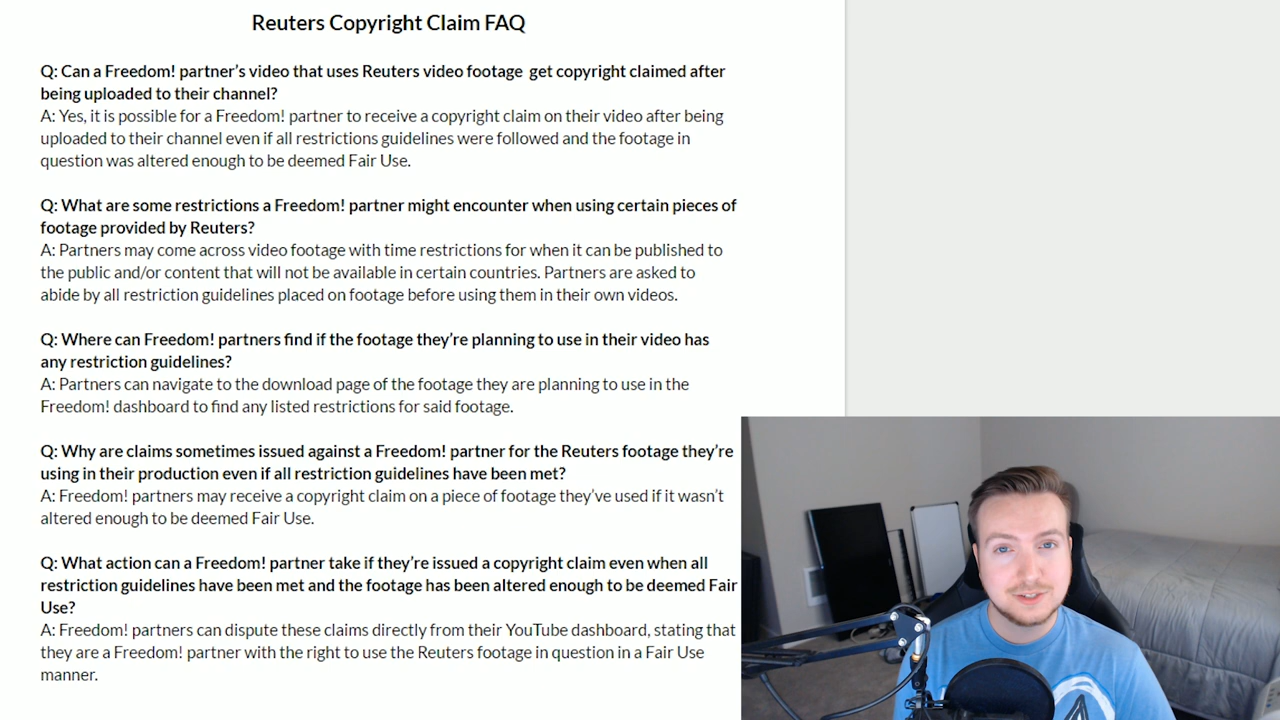 Reuters Copyright Claim FAQ
Q: Can a Freedom! partner's video that uses Reuters video footage get copyright claimed after
being uploaded to their channel?
A: Yes, it is possible for a Freedom! partner to receive a copyright claim on their video after being
uploaded to their channel even if all restrictions guidelines were followed and the footage in
question was altered enough to be deemed Fair Use.
Q: What are some restrictions a Freedom! partner might encounter when using certain pieces of
footage provided by Reuters?
A: Partners may come across video footage with time restrictions for when it can be published to
the public and/or content that will not be available in certain countries. Partners are asked to
abide by all restriction guidelines placed on footage before using them in their own videos.
Q: Where can Freedom! partners find if the footage they're planning to use in their video has
any restriction guidelines?
A: Partners can navigate to the download page of the footage they are planning to use in the
Freedom! dashboard to find any listed restrictions for said footage.
Q: Why are claims sometimes issued against a Freedom! partner for the Reuters footage they're
using in their production even if all restriction guidelines have been met?
A: Freedom! partners may receive a copyright claim on a piece of footage they've used if it wasn't
altered enough to be deemed Fair Use.
Q: What action can a Freedom! partner take if they're issued a copyright claim even when all
restriction guidelines have been met and the footage has been altered enough to be deemed Fair
Use?
A: Freedom! partners can dispute these claims directly from their YouTube dashboard, stating that
they are a Freedom! partner with the right to use the Reuters footage in question in a Fair Use
manner.